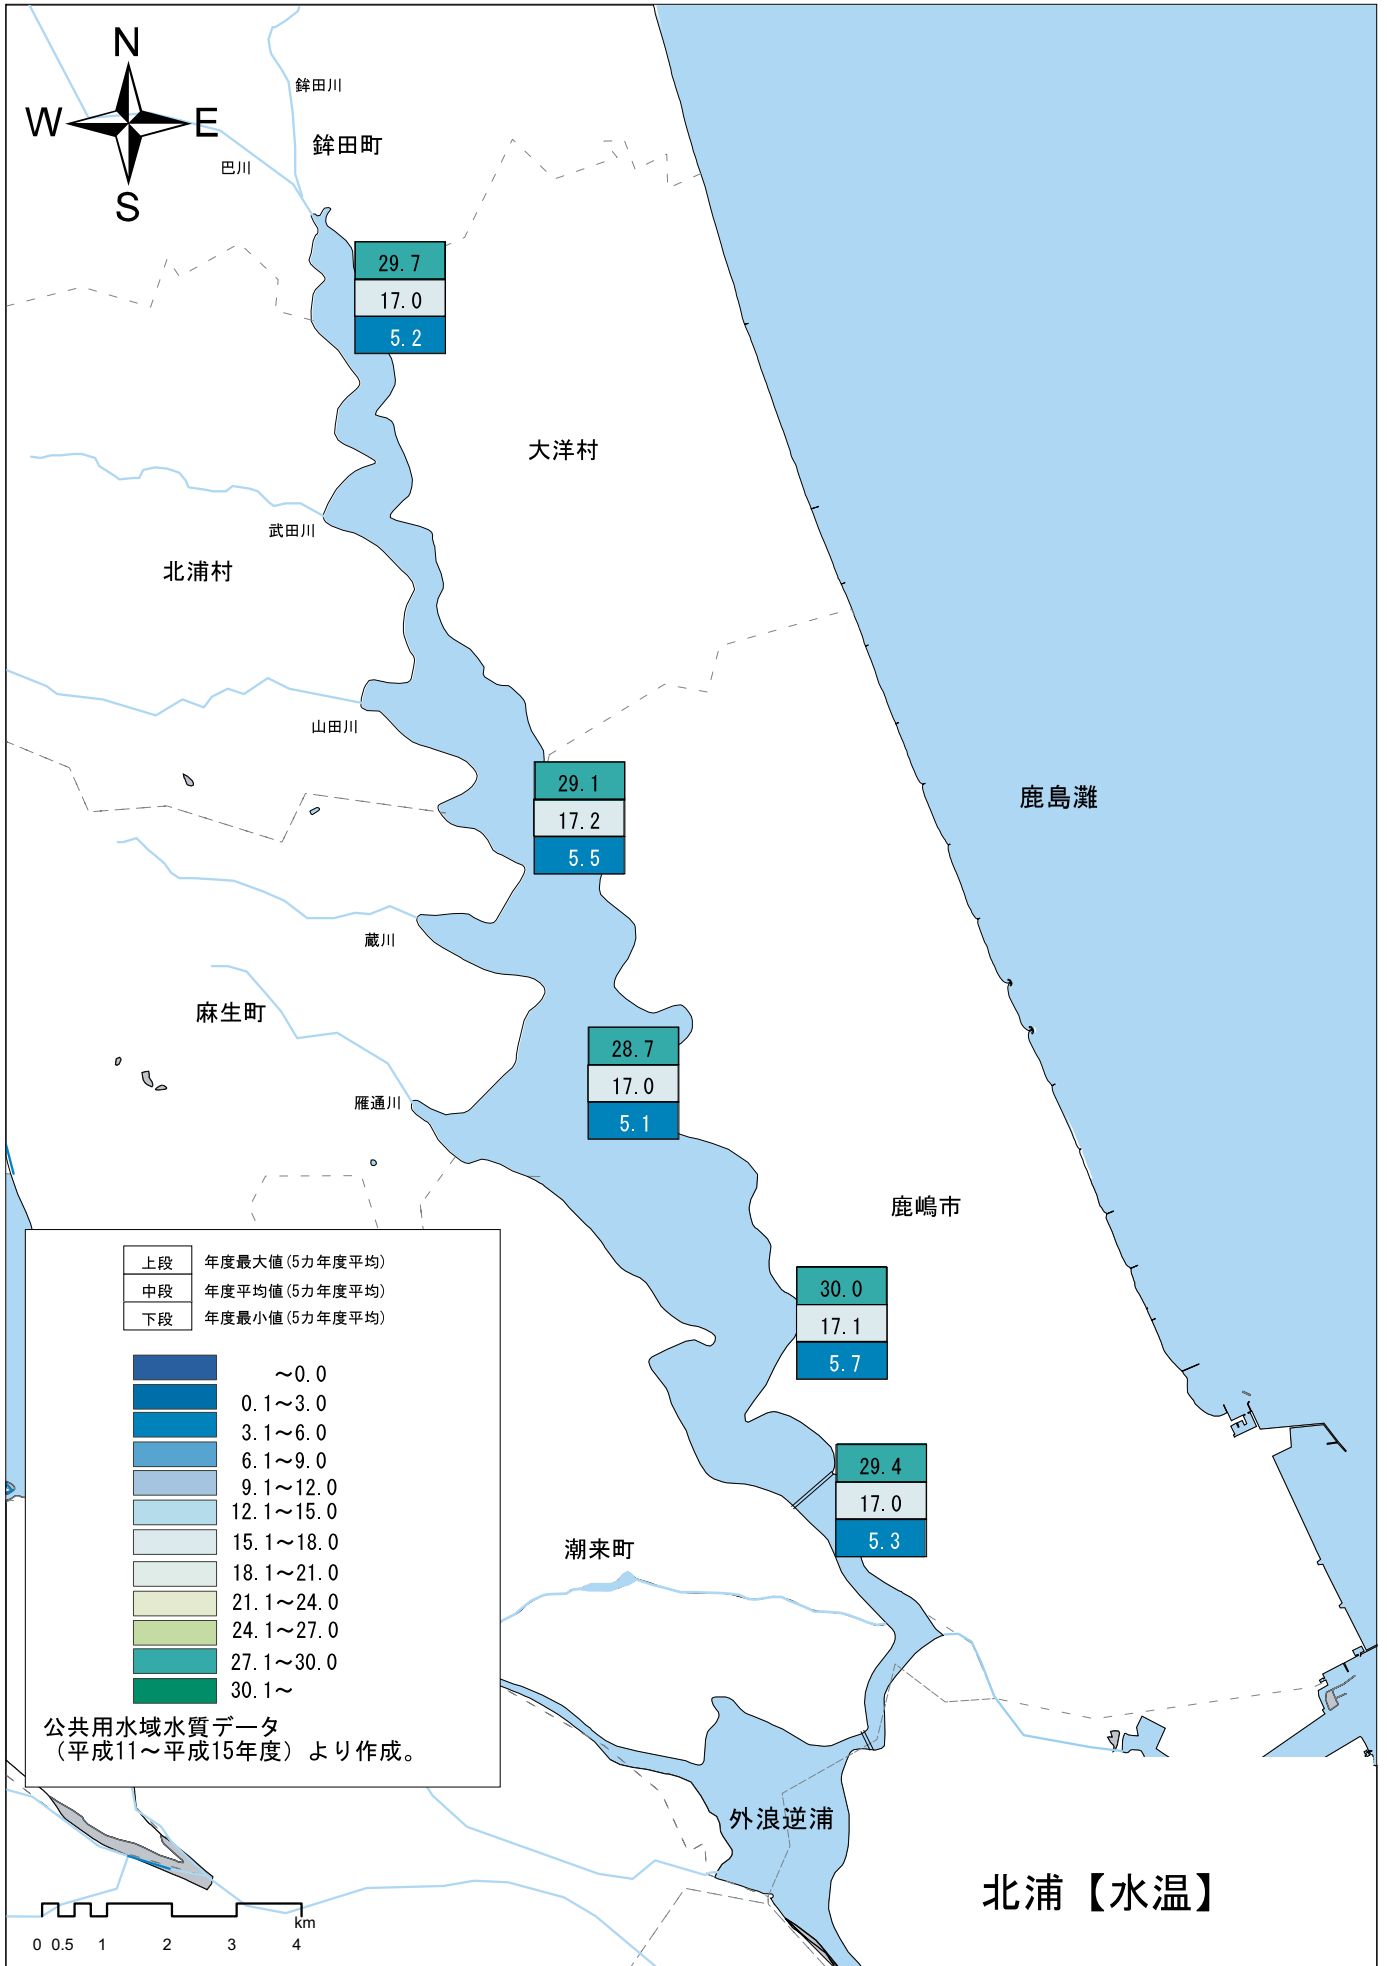 N
W E
S
鉾田川
鉾田町
巴川
29.7
17.0
5.2
大洋村
武田川
北浦村
山田川
29.1
17.2
5.5
鹿島灘
蔵川
麻生町
28.7
17.0
5.1
雁通川
鹿嶋市
30.0
17.1
5.7
29.4
17.0
5.3
潮来町
上段 年度最大値(5カ年度平均)
中段 年度平均値(5カ年度平均)
下段 年度最小値(5カ年度平均)
～0.0
0.1～3.0
3.1～6.0
6.1～9.0
9.1～12.0
12.1～15.0
15.1～18.0
18.1～21.0
21.1～24.0
24.1～27.0
27.1～30.0
30.1～
公共用水域水質データ
（平成11～平成15年度）より作成。
外浪逆浦
北浦【水温】
km
0 0.5 1 2 3 4